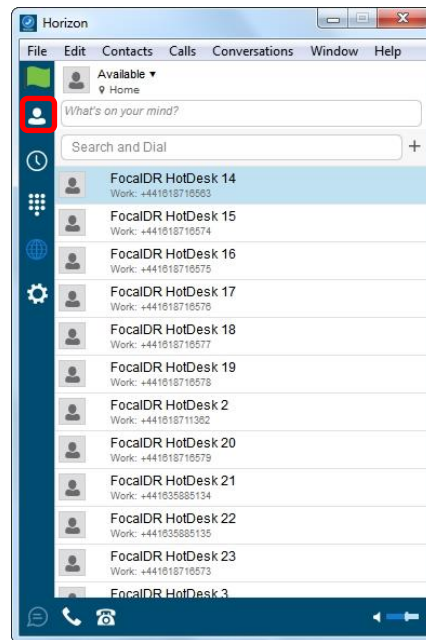 Horizon
File Edit Contacts Calls Conversations Window Help
Available
Home
What's on your mind?
Search and Dial
FocalDR HotDesk 14
Work: +441618716563
FocalDR HotDesk 15
Work: +441618716574
FocalDR HotDesk 16
Work: +441618716575
FocalDR HotDesk 17
Work: +441618716576
FocalDR HotDesk 18
Work: +441618716577
FocalDR HotDesk 19
Work: +441618716578
FocalDR HotDesk 2
Work: +441618711362
FocalDR HotDesk 20
Work: +441618716579
FocalDR HotDesk 21
Work: +441635885134
FocalDR HotDesk 22
Work: +441635885135
FocalDR HotDesk 23
Work: +441618716573
FocalDR HotDesk 3